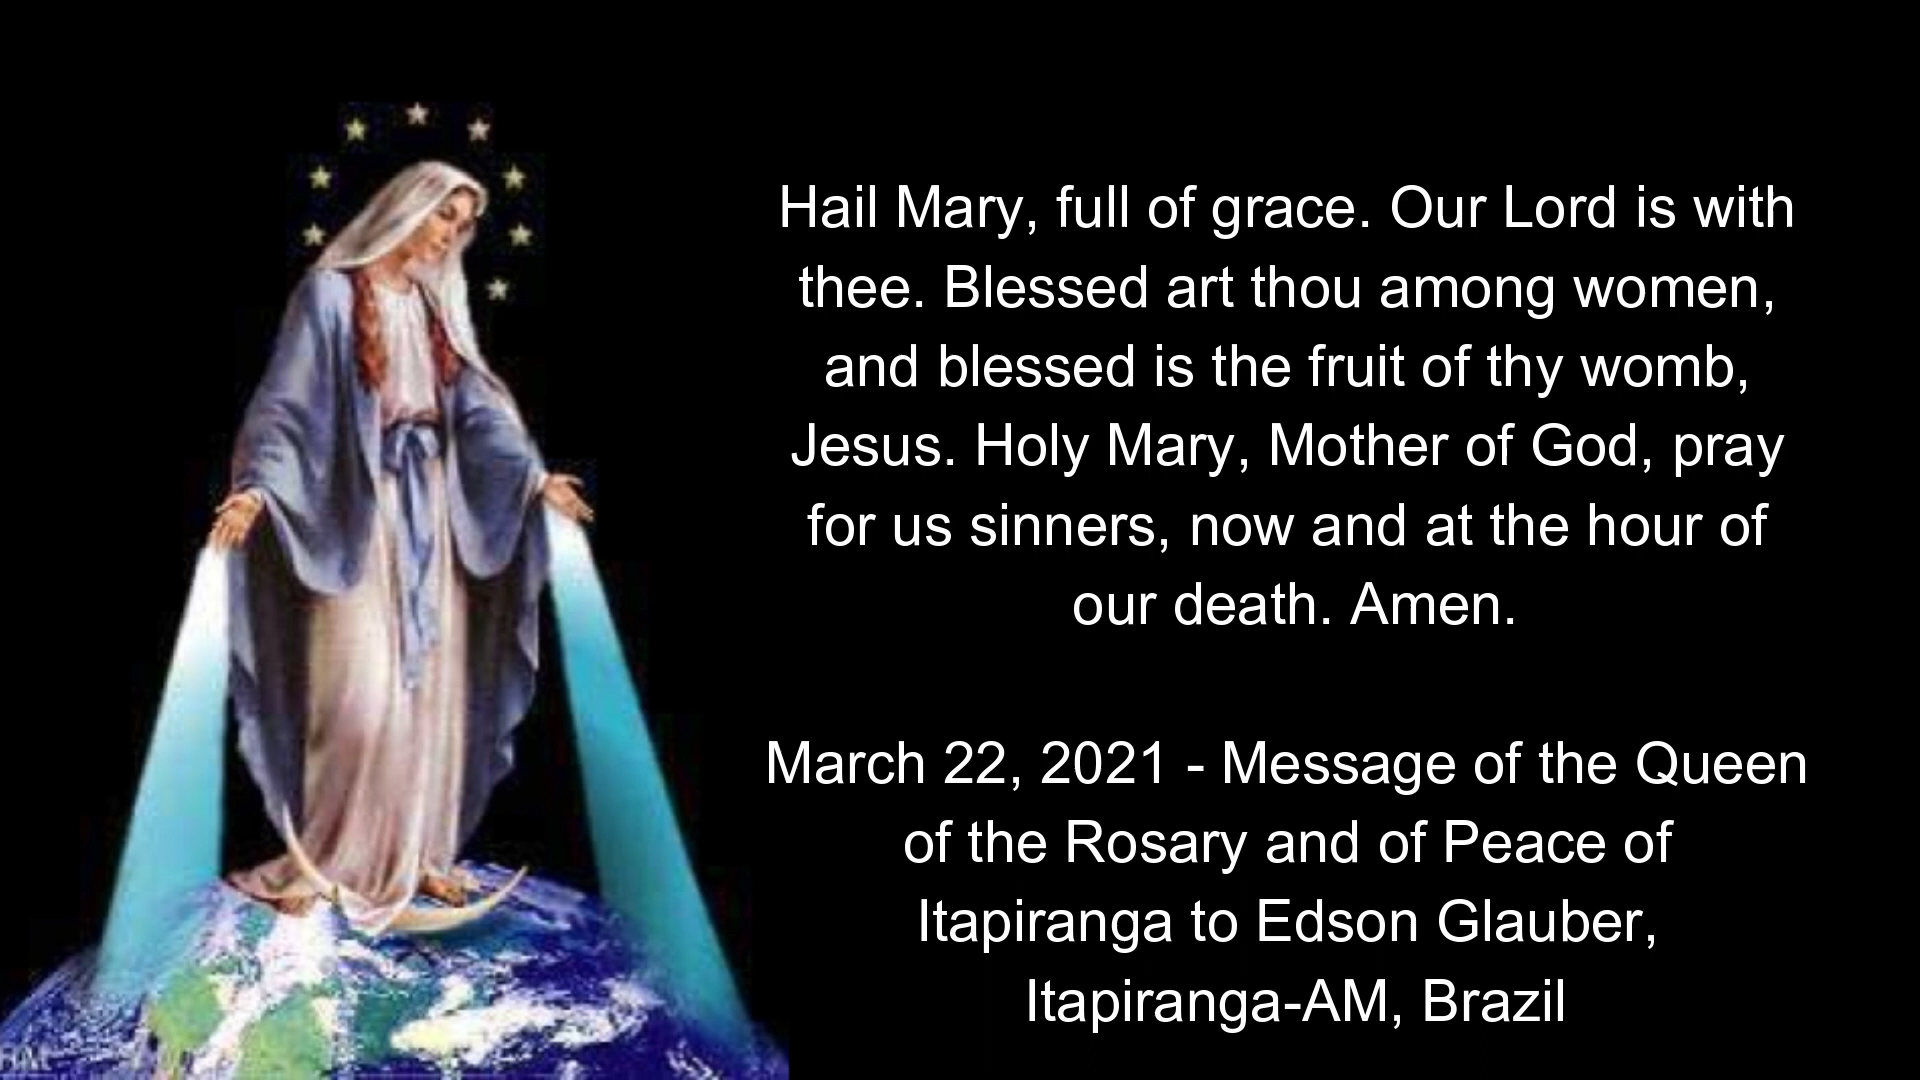 Hail Mary, full of grace. Our Lord is with
thee. Blessed art thou among women,
and blessed is the fruit of thy womb,
Jesus. Holy Mary, Mother of God, pray
for us sinners, now and at the hour of
our death. Amen.
March 22, 2021 - Message of the Queen
of the Rosary and of Peace of
Itapiranga to Edson Glauber,
Itapiranga-AM, Brazil